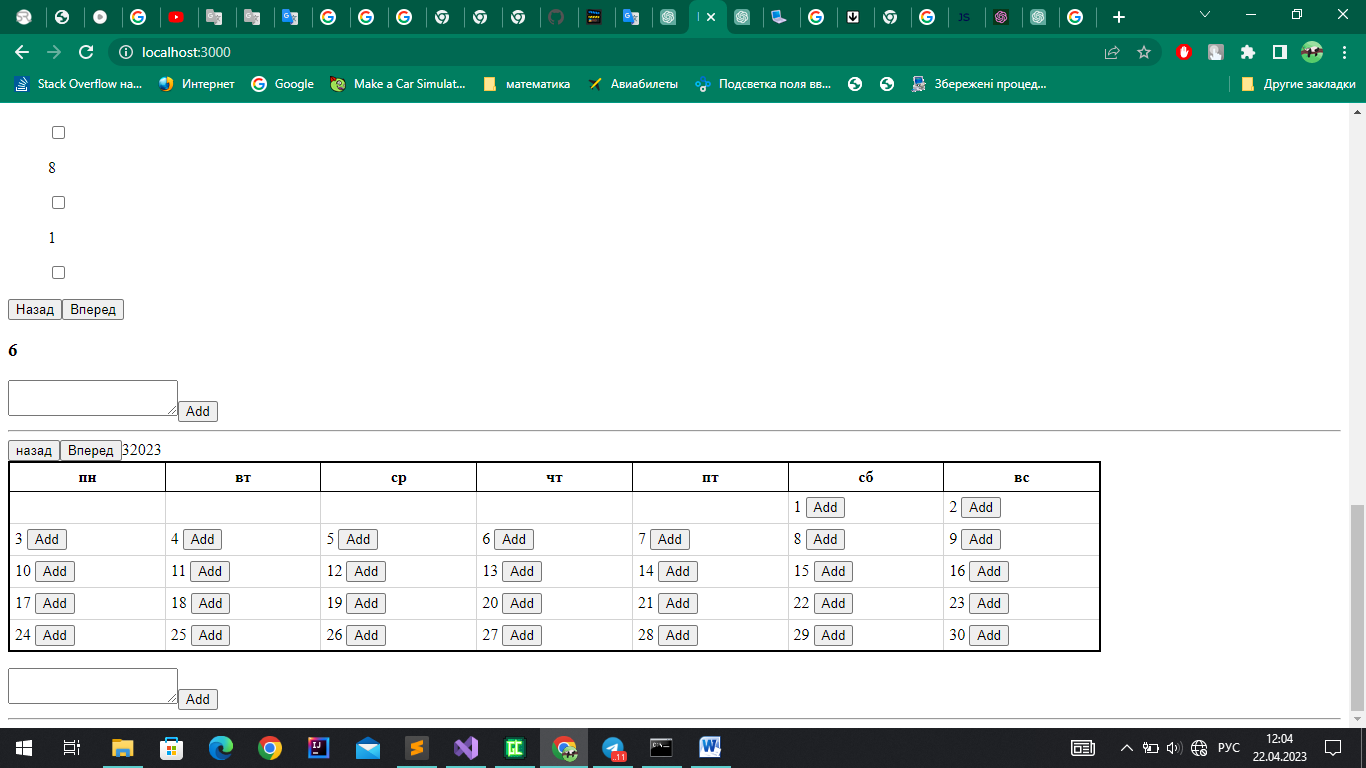 localhost:3000
Stack Overflow на... Интернет Google Make a Car Simulat... математика Авиабилеты Подсветка поля вв... Збережені процед... Другие закладки
8
1
Назад Вперед
6
Add
назад Вперед 32023
пн вт ср чт пт сб вс
1 Add 2 Add
3 Add 4 Add 5 Add 6 Add 7 Add 8 Add 9 Add
10 Add 11 Add 12 Add 13 Add 14 Add 15 Add 16 Add
17 Add 18 Add 19 Add 20 Add 21 Add 22 Add 23 Add
24 Add 25 Add 26 Add 27 Add 28 Add 29 Add 30 Add
Add
РУС 12:04
22.04.2023